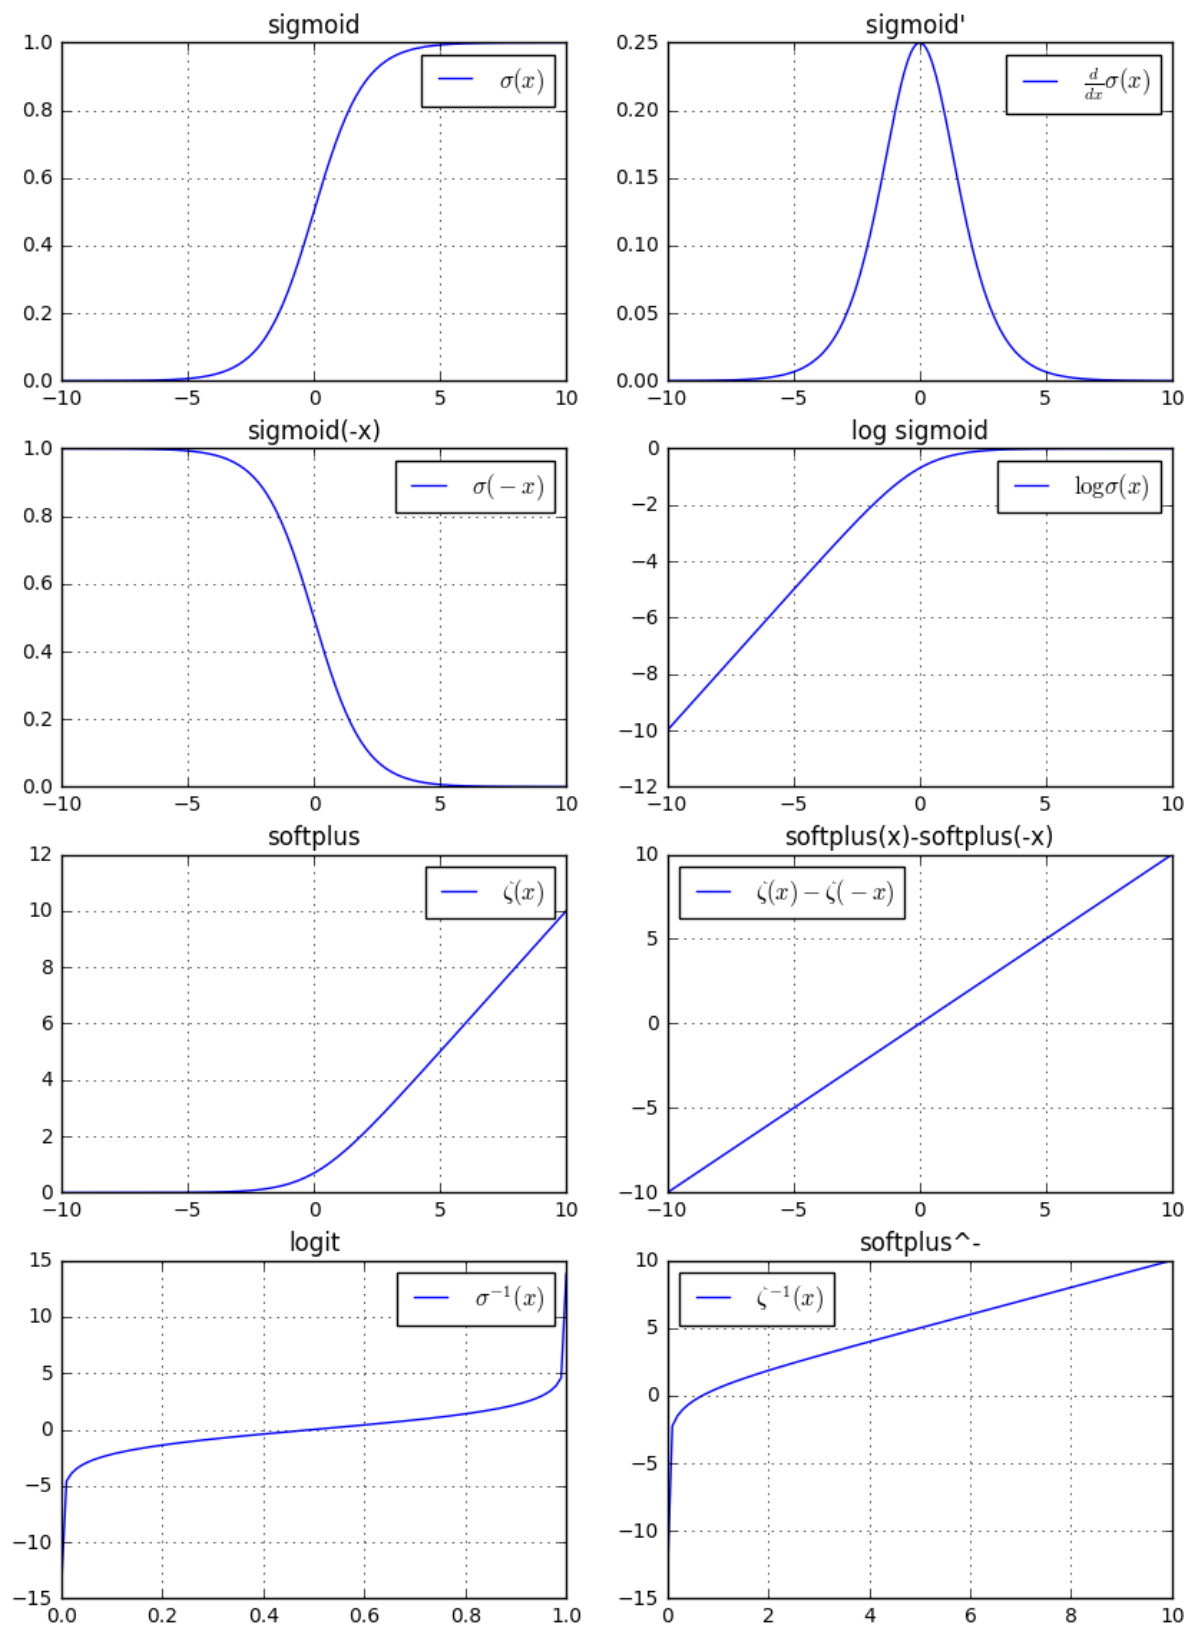 sigmoid
1.0
0.8
0.6
0.4
0.2
0.0
σ(x)
−10 −5 0 5 10
sigmoid'
0.25
0.20
0.15
0.10
0.05
0.00
d/dx σ(x)
−10 −5 0 5 10
sigmoid(-x)
1.0
0.8
0.6
0.4
0.2
0.0
σ(−x)
−10 −5 0 5 10
log sigmoid
0
−2
−4
−6
−8
−10
−12
logσ(x)
−10 −5 0 5 10
softplus
12
10
8
6
4
2
0
ζ(x)
−10 −5 0 5 10
softplus(x)-softplus(-x)
10
5
0
−5
−10
ζ(x)−ζ(−x)
−10 −5 0 5 10
logit
15
10
5
0
−5
−10
−15
σ⁻¹(x)
0.0 0.2 0.4 0.6 0.8 1.0
softplus^-
10
5
0
−5
−10
−15
ζ⁻¹(x)
0 2 4 6 8 10